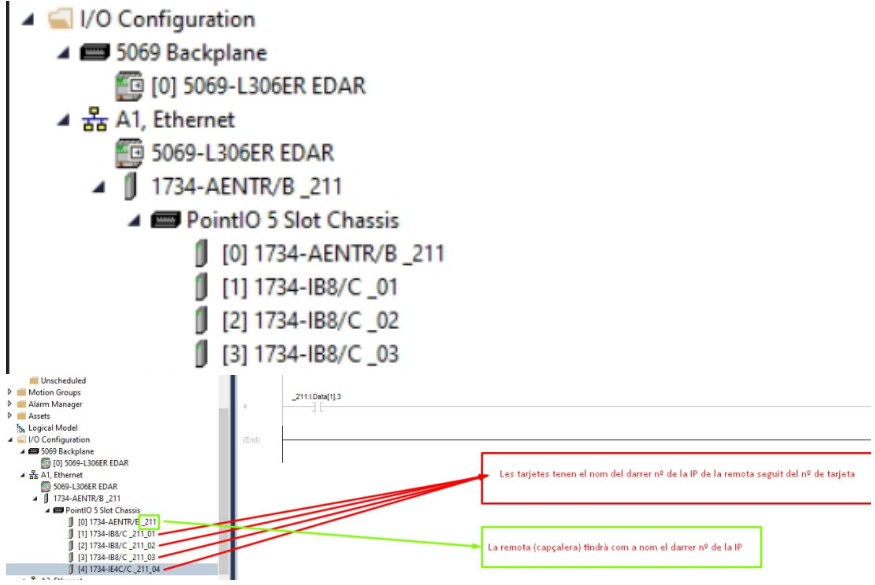 I/O Configuration
5069 Backplane
[0] 5069-L306ER EDAR
A1, Ethernet
5069-L306ER EDAR
1734-AENTR/B _211
PointIO 5 Slot Chassis
[0] 1734-AENTR/B _211
[1] 1734-IB8/C _01
[2] 1734-IB8/C _02
[3] 1734-IB8/C _03
Unscheduled
Motion Groups
Alarm Manager
Assets
Logical Model
I/O Configuration
5069 Backplane
[0] 5069-L306ER EDAR
A1, Ethernet
5069-L306ER EDAR
1734-AENTR/B _211
PointIO 5 Slot Chassis
[0] 1734-AENTR/B _211
[1] 1734-IB8/C _211_01
[2] 1734-IB8/C _211_02
[3] 1734-IB8/C _211_03
[4] 1734-IE4C/C _211_04
A2, Ethernet
_211:I.Data[1].3
4
(End)
Les tarjetes tenen el nom del darrer nº de la IP de la remota seguit del nº de tarjeta
La remota (capçalera) tindrà com a nom el darrer nº de la IP